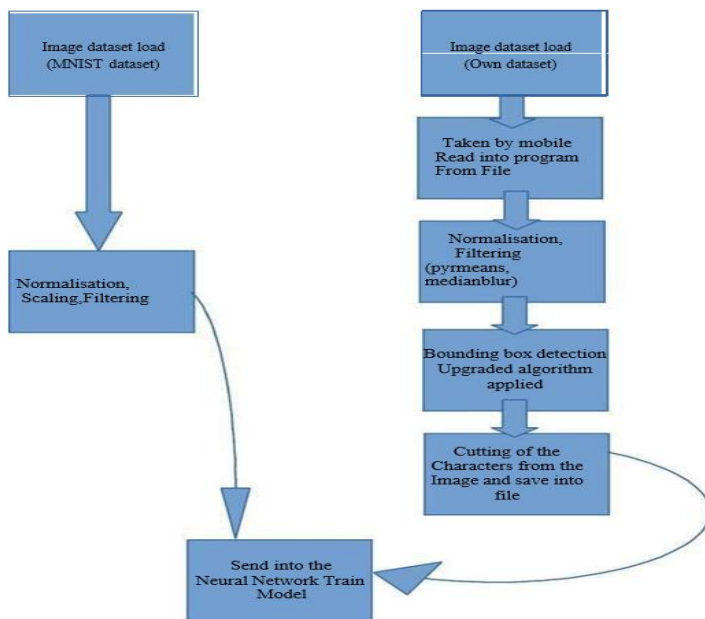 Image dataset load
(MNIST dataset)
Normalisation,
Scaling,Filtering
Image dataset load
(Own dataset)
Taken by mobile
Read into program
From File
Normalisation,
Filtering
(pyrmeans,
medianblur)
Bounding box detection
Upgraded algorithm
applied
Cutting of the
Characters from the
Image and save into
file
Send into the
Neural Network Train
Model